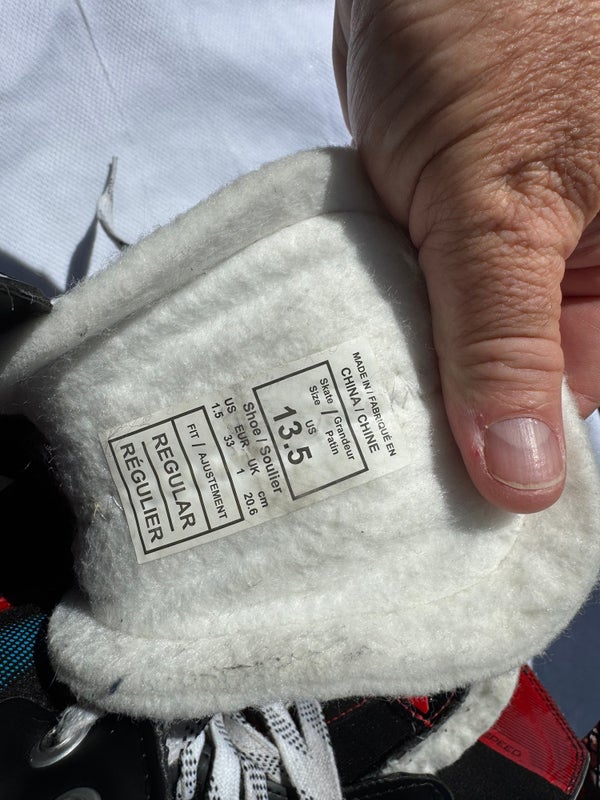 MADE IN / FABRIQUÉ EN
CHINA / CHINE
Skate / Grandeur
Size / Patin
US
13.5
Shoe / Soulier
US EUR UK cm
1.5 33 1 20.6
FIT / AJUSTEMENT
REGULAR
RÉGULIER
SPEED